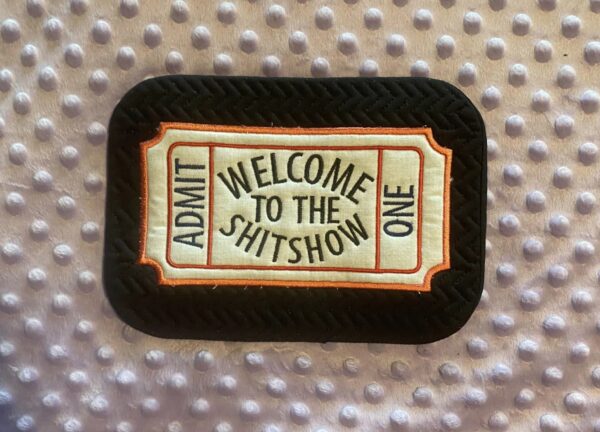 ADMIT
WELCOME
TO THE
SHITSHOW
ONE